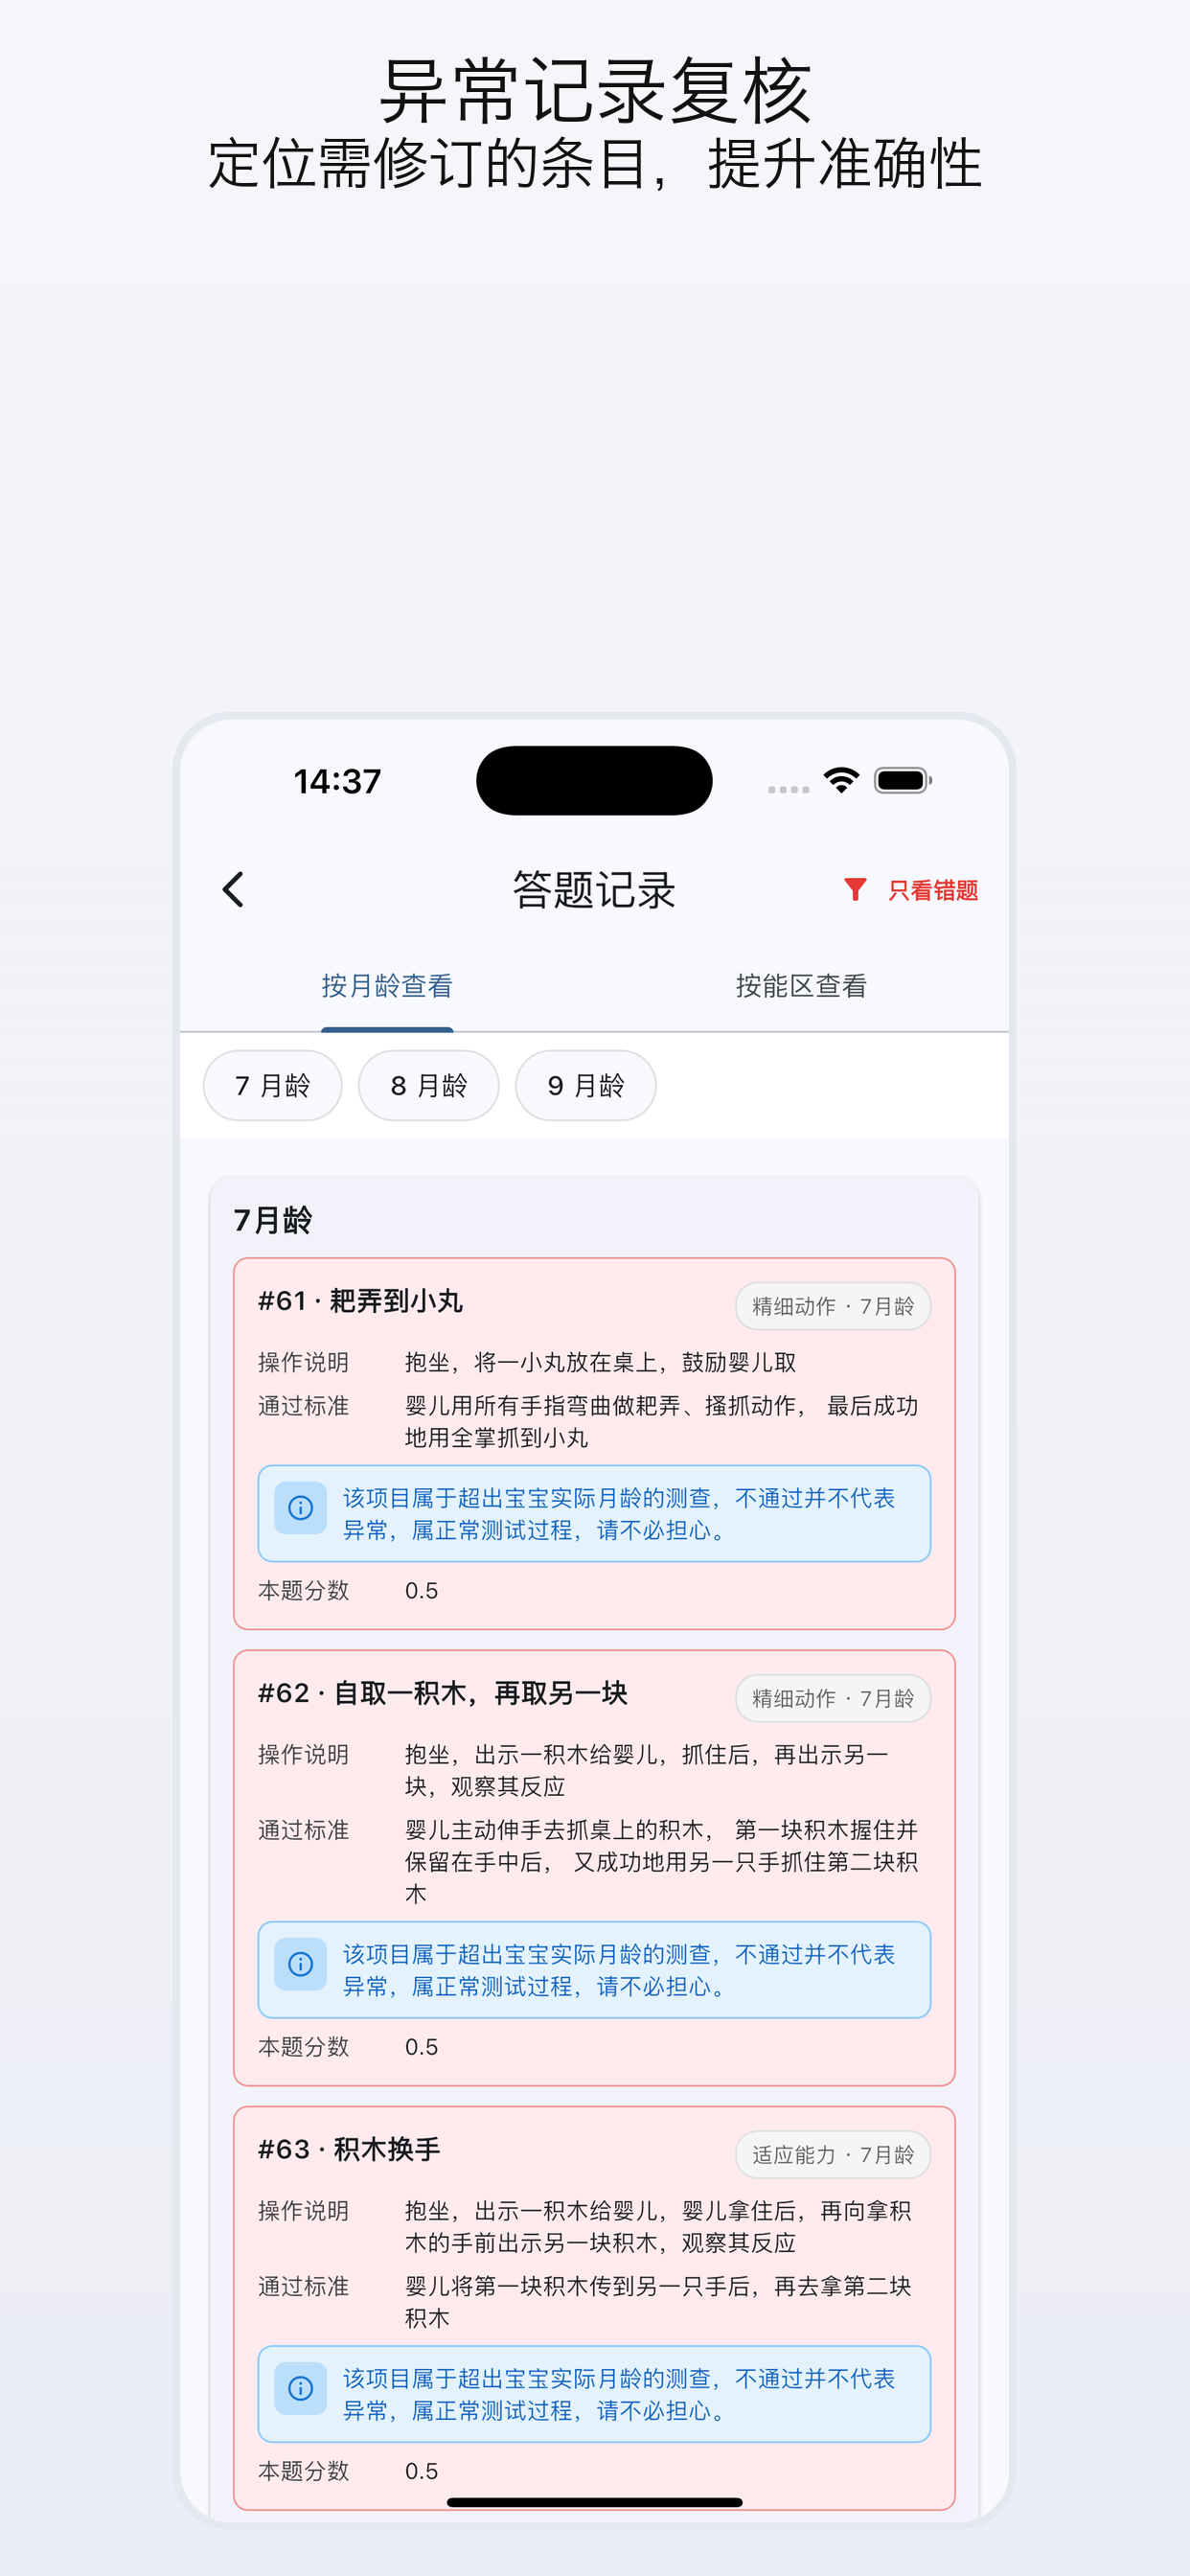 异常记录复核
定位需修订的条目，提升准确性
14:37
答题记录
只看错题
按月龄查看
按能区查看
7 月龄
8 月龄
9 月龄
7月龄
#61 · 耙弄到小丸
精细动作 · 7月龄
操作说明
抱坐，将一小丸放在桌上，鼓励婴儿取
通过标准
婴儿用所有手指弯曲做耙弄、搔抓动作， 最后成功
地用全掌抓到小丸
该项目属于超出宝宝实际月龄的测查，不通过并不代表
异常，属正常测试过程，请不必担心。
本题分数
0.5
#62 · 自取一积木，再取另一块
精细动作 · 7月龄
操作说明
抱坐，出示一积木给婴儿，抓住后，再出示另一
块，观察其反应
通过标准
婴儿主动伸手去抓桌上的积木， 第一块积木握住并
保留在手中后， 又成功地用另一只手抓住第二块积
木
该项目属于超出宝宝实际月龄的测查，不通过并不代表
异常，属正常测试过程，请不必担心。
本题分数
0.5
#63 · 积木换手
适应能力 · 7月龄
操作说明
抱坐，出示一积木给婴儿，婴儿拿住后，再向拿积
木的手前出示另一块积木，观察其反应
通过标准
婴儿将第一块积木传到另一只手后，再去拿第二块
积木
该项目属于超出宝宝实际月龄的测查，不通过并不代表
异常，属正常测试过程，请不必担心。
本题分数
0.5